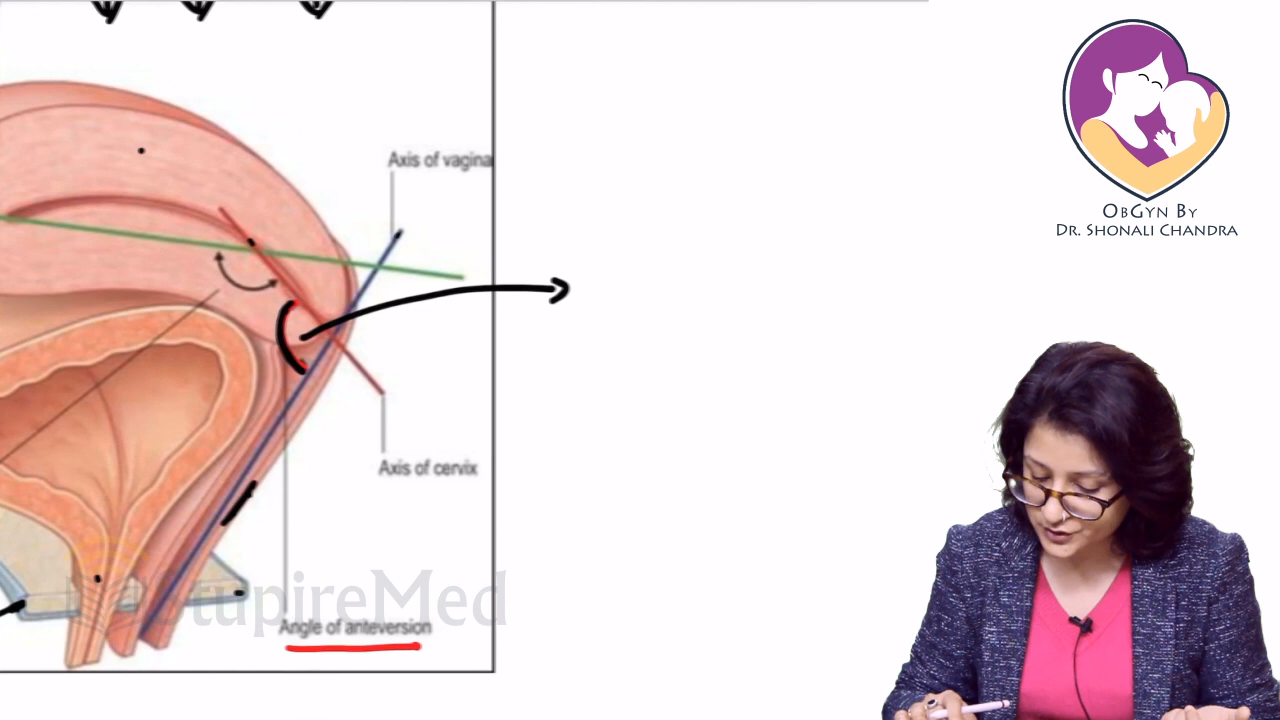 Axis of vagina
Axis of cervix
Angle of anteversion
OBGYN BY
DR. SHONALI CHANDRA